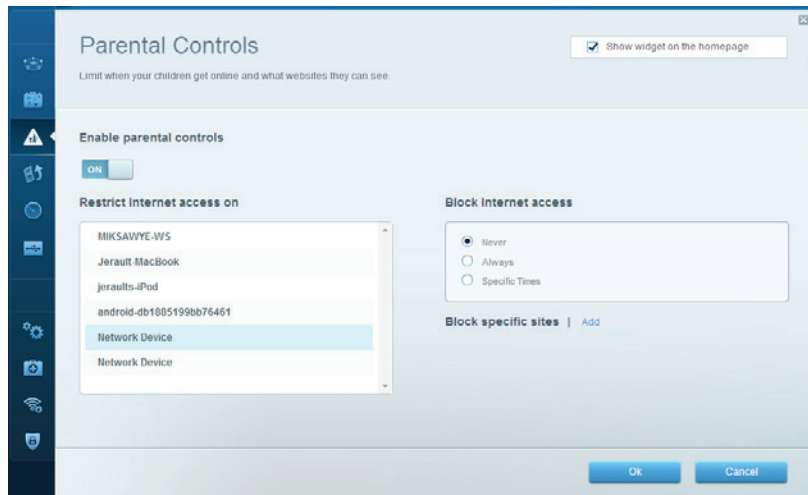 Parental Controls
Show widget on the homepage
Limit when your children get online and what websites they can see.
Enable parental controls
ON
Restrict Internet access on
MIKSAWYE-WS
Jerault-MacBook
jeraults-iPod
android-db1885199bb76461
Network Device
Network Device
Block Internet access
Never
Always
Specific Times
Block specific sites | Add
Ok
Cancel